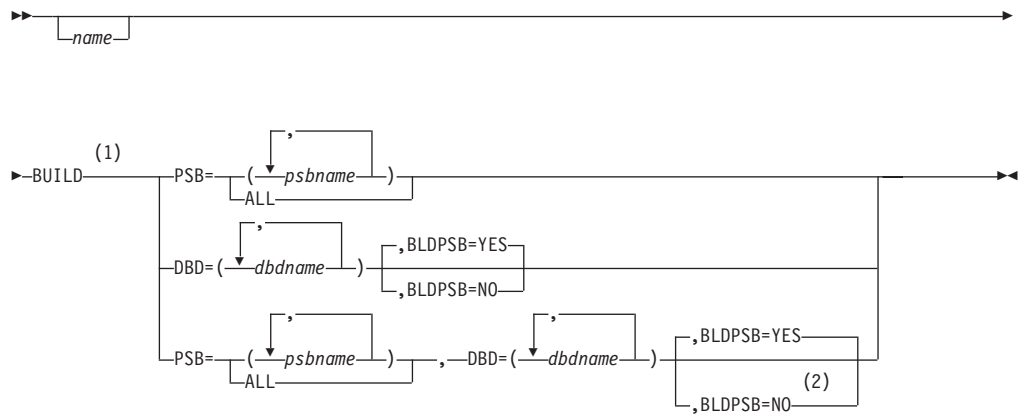 name
,
(1)
BUILD PSB= ( psbname )
ALL
,
DBD=( dbdname ) ,BLDPSB=YES
,BLDPSB=NO
, ,
PSB= ( psbname ) , DBD=( dbdname ) ,BLDPSB=YES
ALL
(2)
,BLDPSB=NO